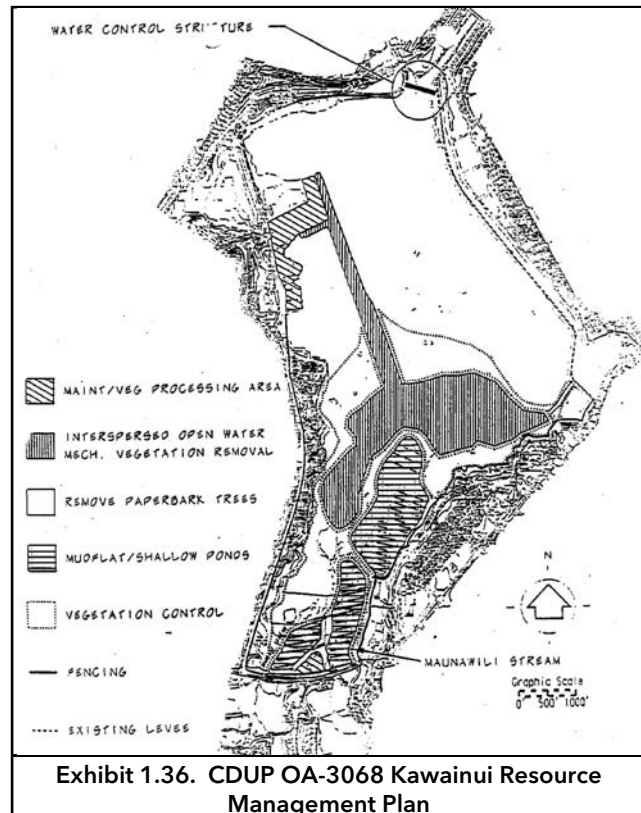 WATER CONTROL STRUCTURE
MAINT/VEG PROCESSING AREA
INTERSPERSED OPEN WATER
MECH. VEGETATION REMOVAL
REMOVE PAPERBARK TREES
MUDFLAT/SHALLOW PONDS
VEGETATION CONTROL
FENCING
EXISTING LEVEE
N
MAUNAWILI STREAM
Graphic Scale
0 500' 1000'
Exhibit 1.36. CDUP OA-3068 Kawainui Resource
Management Plan